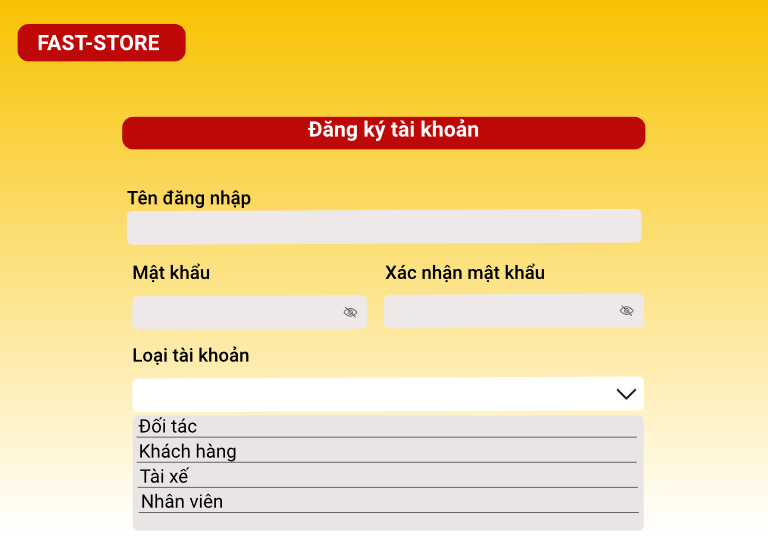 FAST-STORE
Đăng ký tài khoản
Tên đăng nhập
Mật khẩu
Xác nhận mật khẩu
Loại tài khoản
Đối tác
Khách hàng
Tài xế
Nhân viên